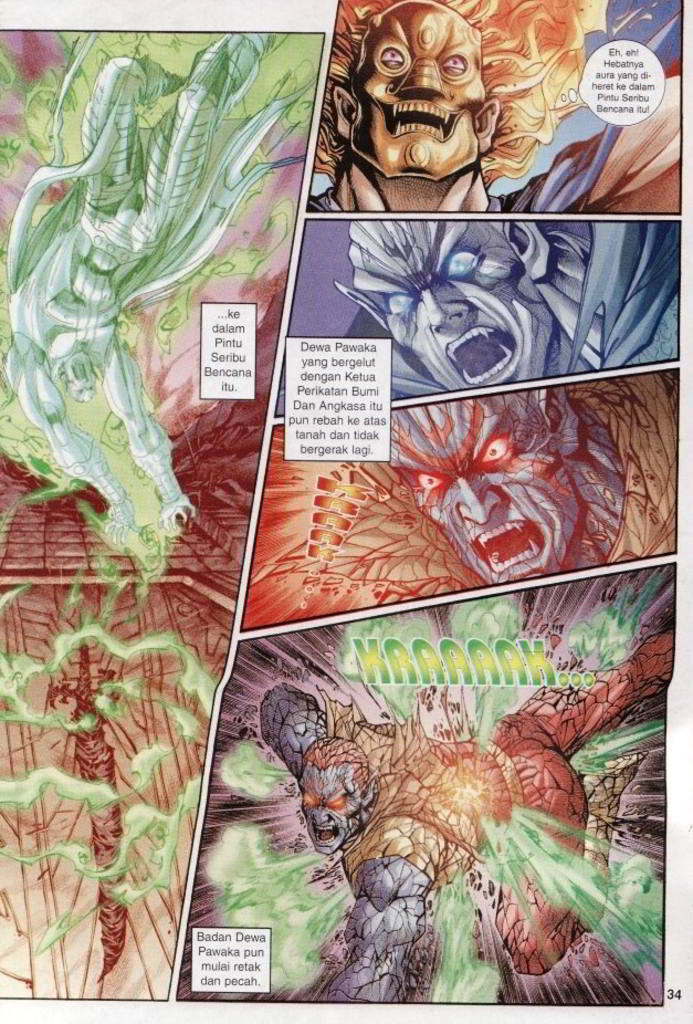 ...ke
dalam
Pintu
Seribu
Bencana
itu.
Eh, eh!
Hebatnya
aura yang di-
heret ke dalam
Pintu Seribu
Bencana itu!
Dewa Pawaka
yang bergelut
dengan Ketua
Perikatan Bumi
Dan Angkasa itu
pun rebah ke atas
tanah dan tidak
bergerak lagi.
KRAAAAAK...
Badan Dewa
Pawaka pun
mulai retak
dan pecah.
34